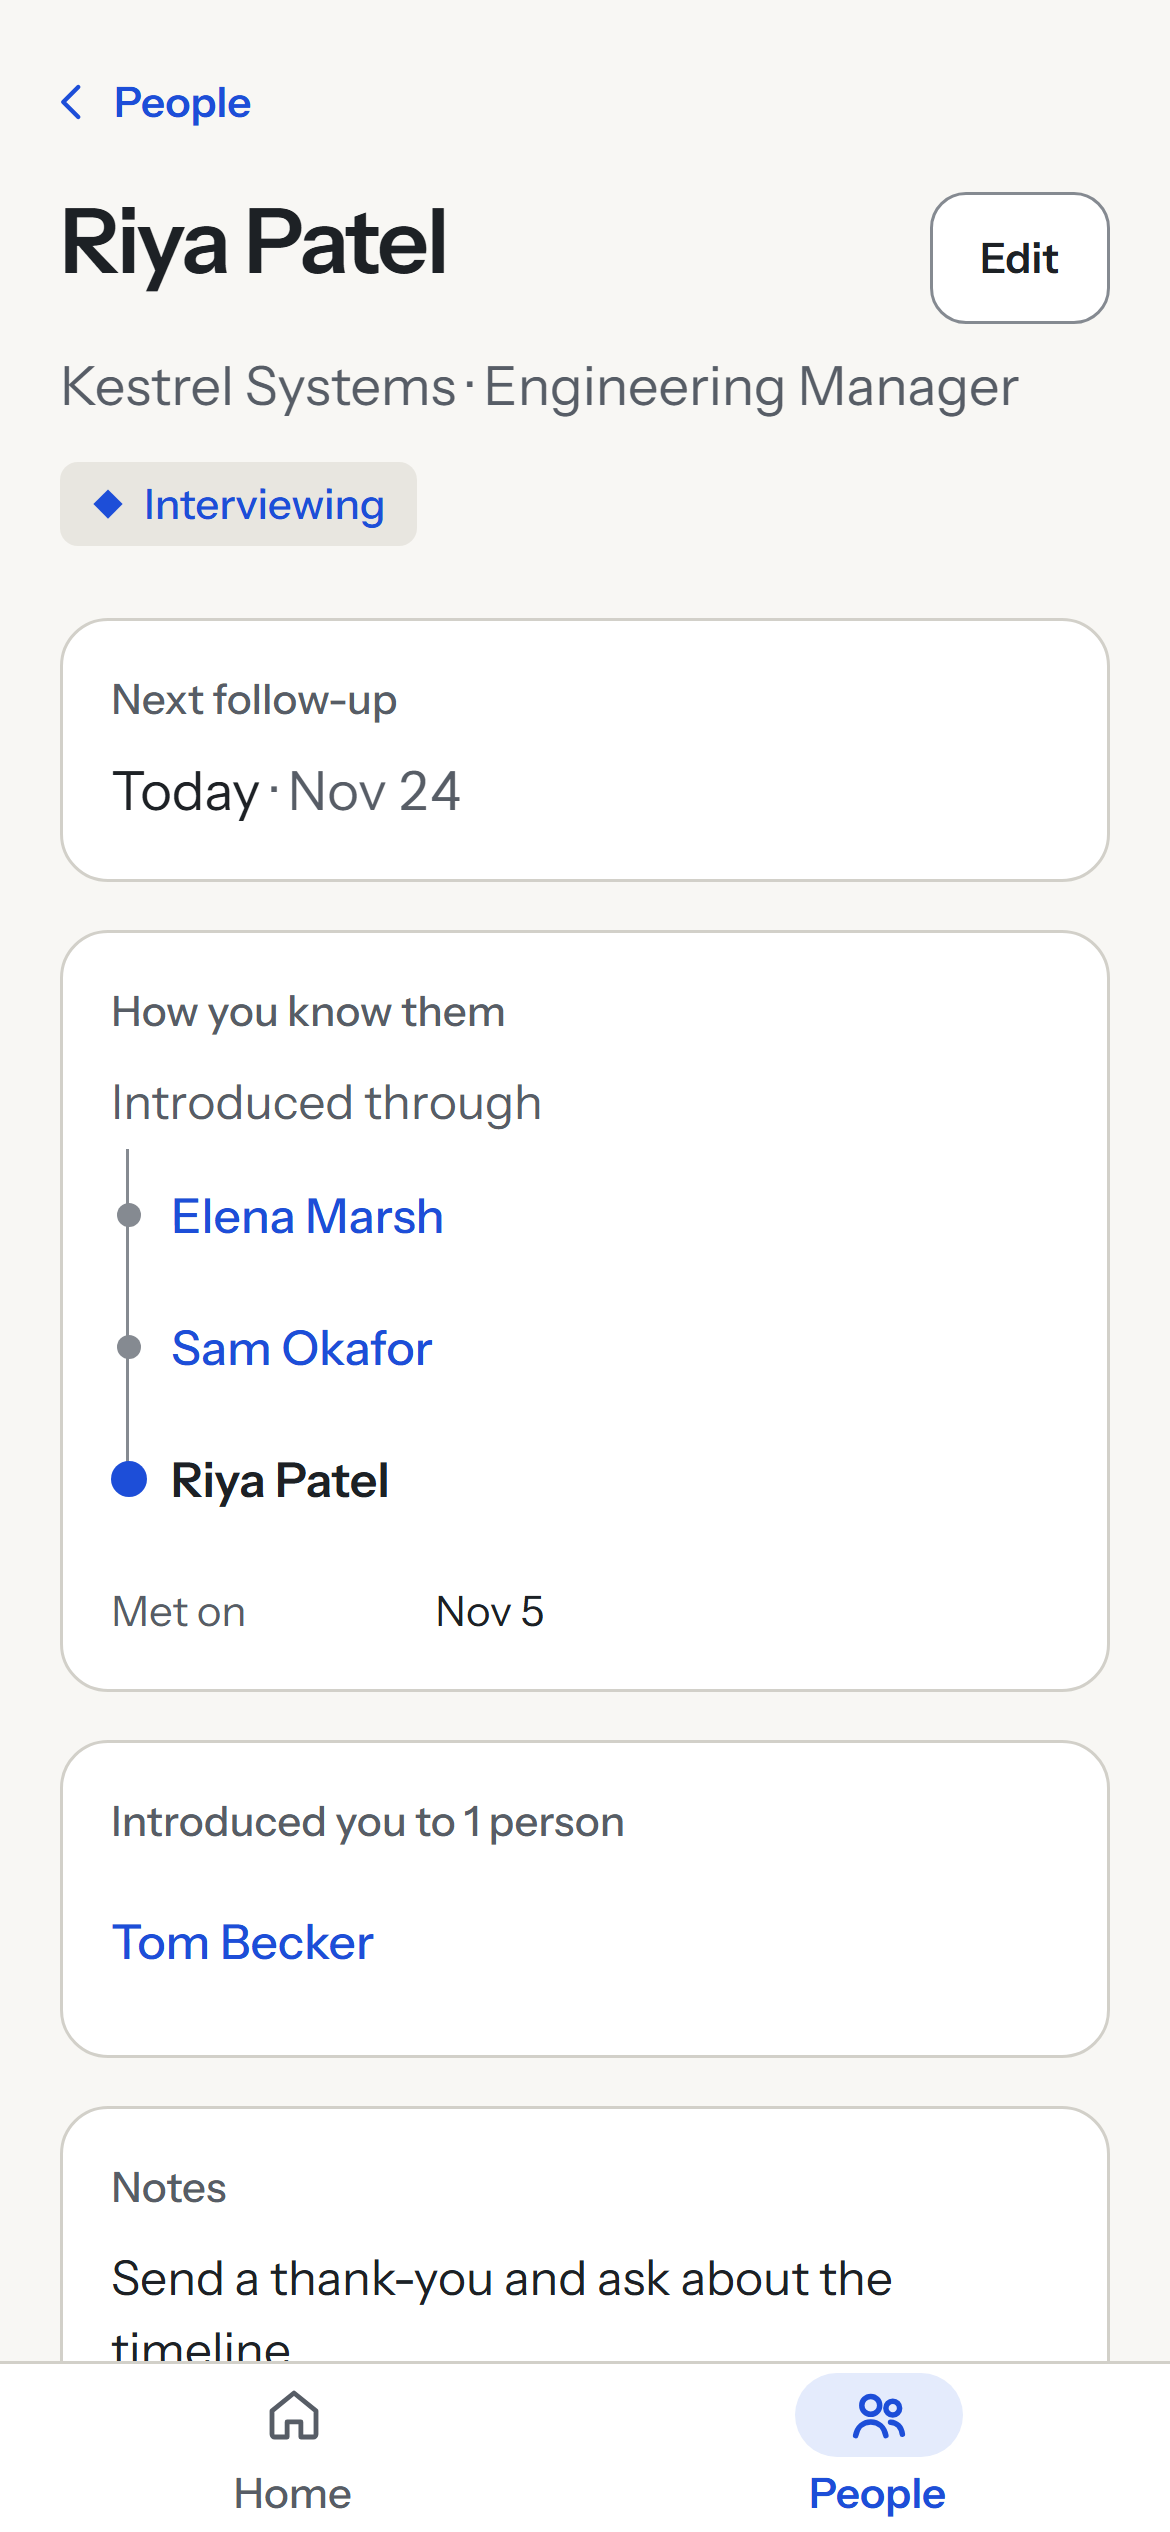 People
Riya Patel
Edit
Kestrel Systems · Engineering Manager
Interviewing
Next follow-up
Today · Nov 24
How you know them
Introduced through
Elena Marsh
Sam Okafor
Riya Patel
Met on Nov 5
Introduced you to 1 person
Tom Becker
Notes
Send a thank-you and ask about the
timeline
Home
People